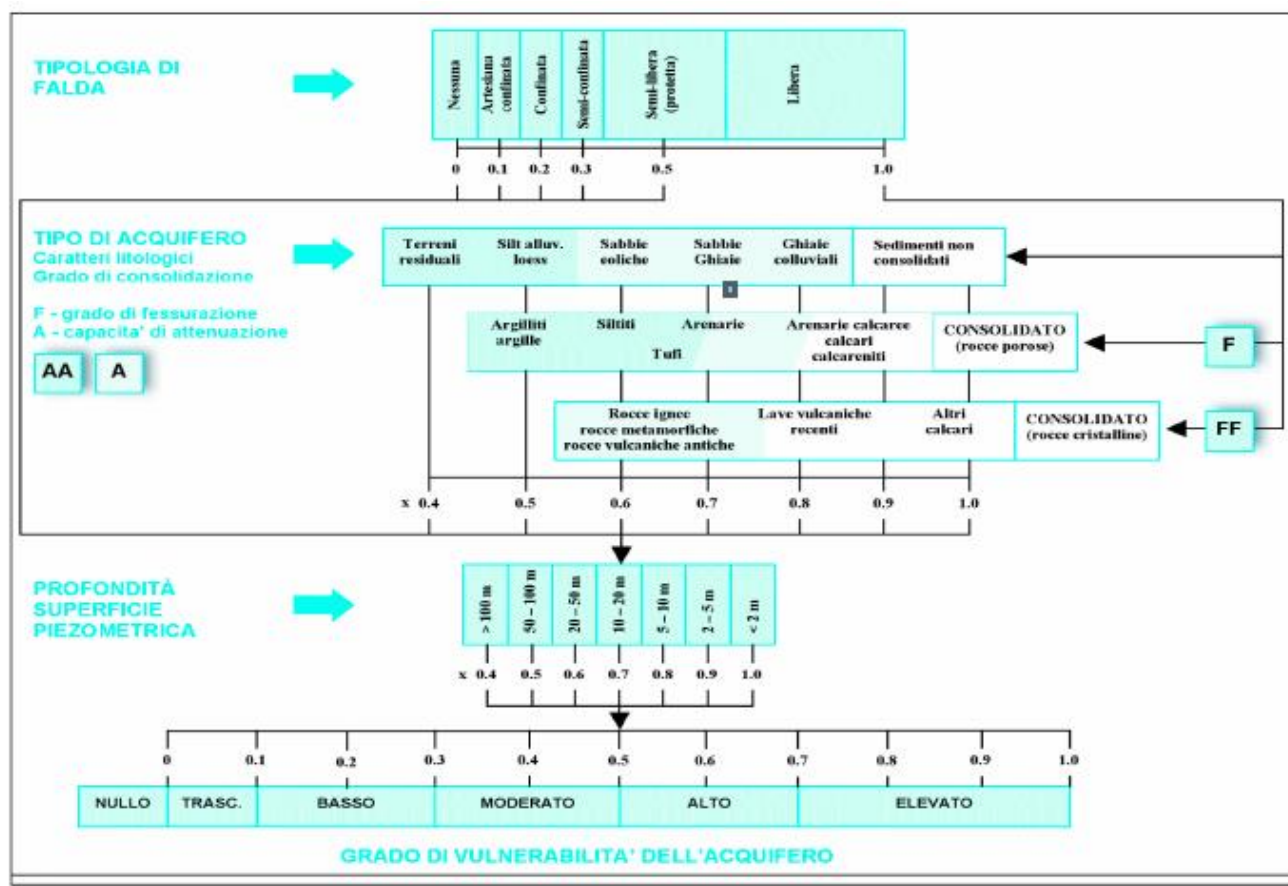 TIPOLOGIA DI
FALDA
Nessuna
Artesiana
confinata
Confinata
Semi-confinata
Semi-libera
(protetta)
Libera
0 0.1 0.2 0.3 0.5 1.0
TIPO DI ACQUIFERO
Caratteri litologici
Grado di consolidazione
F - grado di fessurazione
A - capacita' di attenuazione
AA A
Terreni
residuali
Silt alluv.
loess
Sabbie
eoliche
Sabbie
Ghiaie
Ghiaie
colluviali
Sedimenti non
consolidati
Argilliti
argille
Siltiti
Tufi
Arenarie
Arenarie calcaree
calcari
calcareniti
CONSOLIDATO
(rocce porose)
F
Rocce ignee
rocce metamorfiche
rocce vulcaniche antiche
Lave vulcaniche
recenti
Altri
calcari
CONSOLIDATO
(rocce cristalline)
FF
x 0.4 0.5 0.6 0.7 0.8 0.9 1.0
PROFONDITÀ
SUPERFICIE
PIEZOMETRICA
> 100 m
50 – 100 m
20 – 50 m
10 – 20 m
5 – 10 m
2 – 5 m
< 2 m
x 0.4 0.5 0.6 0.7 0.8 0.9 1.0
0 0.1 0.2 0.3 0.4 0.5 0.6 0.7 0.8 0.9 1.0
NULLO TRASC. BASSO MODERATO ALTO ELEVATO
GRADO DI VULNERABILITA' DELL'ACQUIFERO